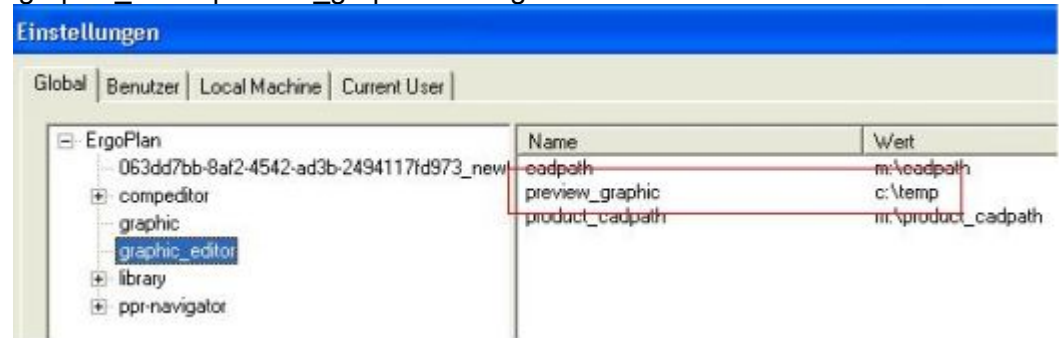 Einstellungen
Global Benutzer Local Machine Current User
ErgoPlan
063dd7bb-8af2-4542-ad3b-2494117fd973_new
compeditor
graphic
graphic_editor
library
ppr-navigator
Name Wert
cadpath m:\cadpath
preview_graphic c:\temp
product_cadpath m:\product_cadpath